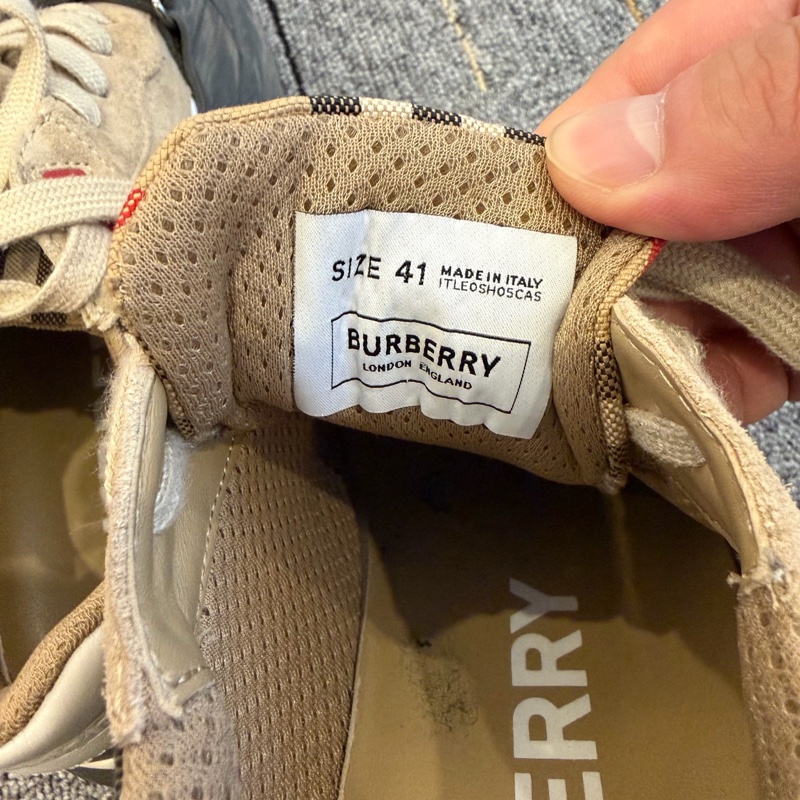 SIZE 41 MADE IN ITALY
ITLEOSHO5CAS
BURBERRY
LONDON ENGLAND
ERRY